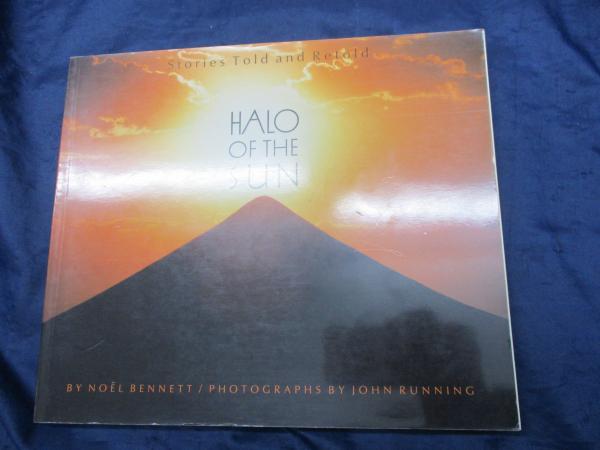 Stories Told and Retold
HALO
OF THE
SUN
BY NOËL BENNETT / PHOTOGRAPHS BY JOHN RUNNING